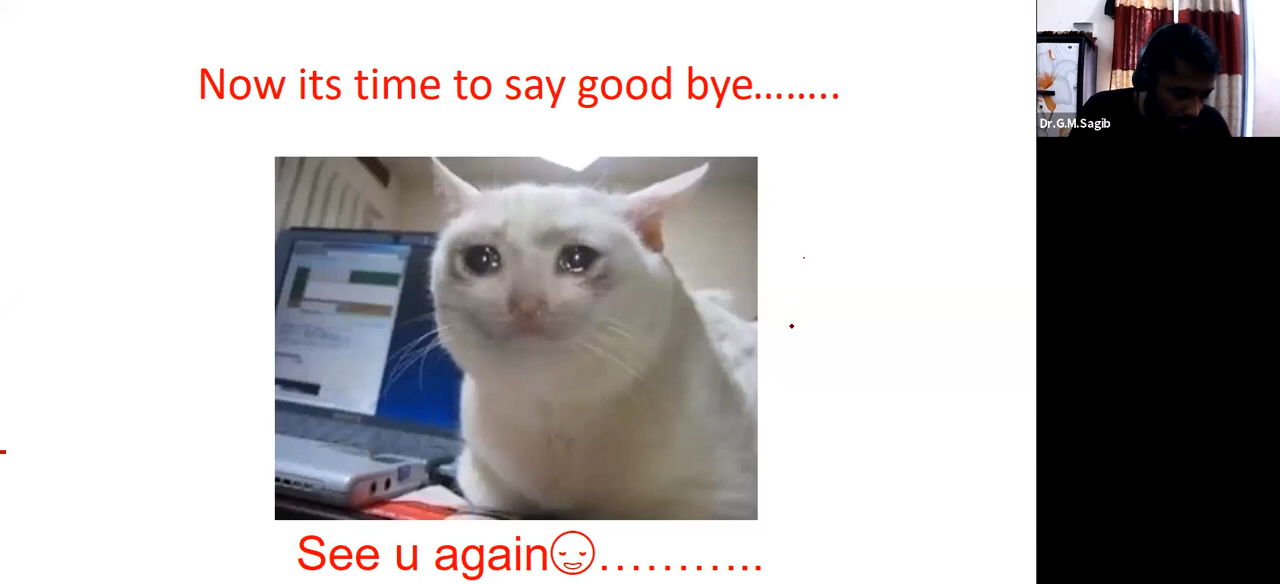 Now its time to say good bye........
Dr.G.M.Sagib
See u again😌………..